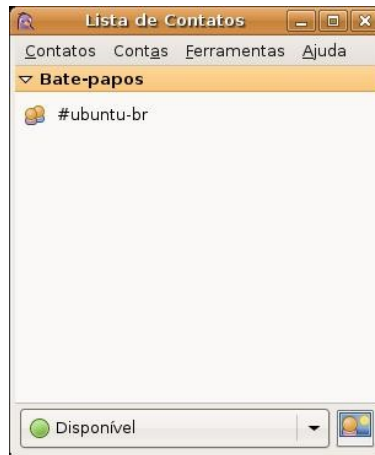 Lista de Contatos
Contatos Contas Ferramentas Ajuda
Bate-papos
#ubuntu-br
Disponível